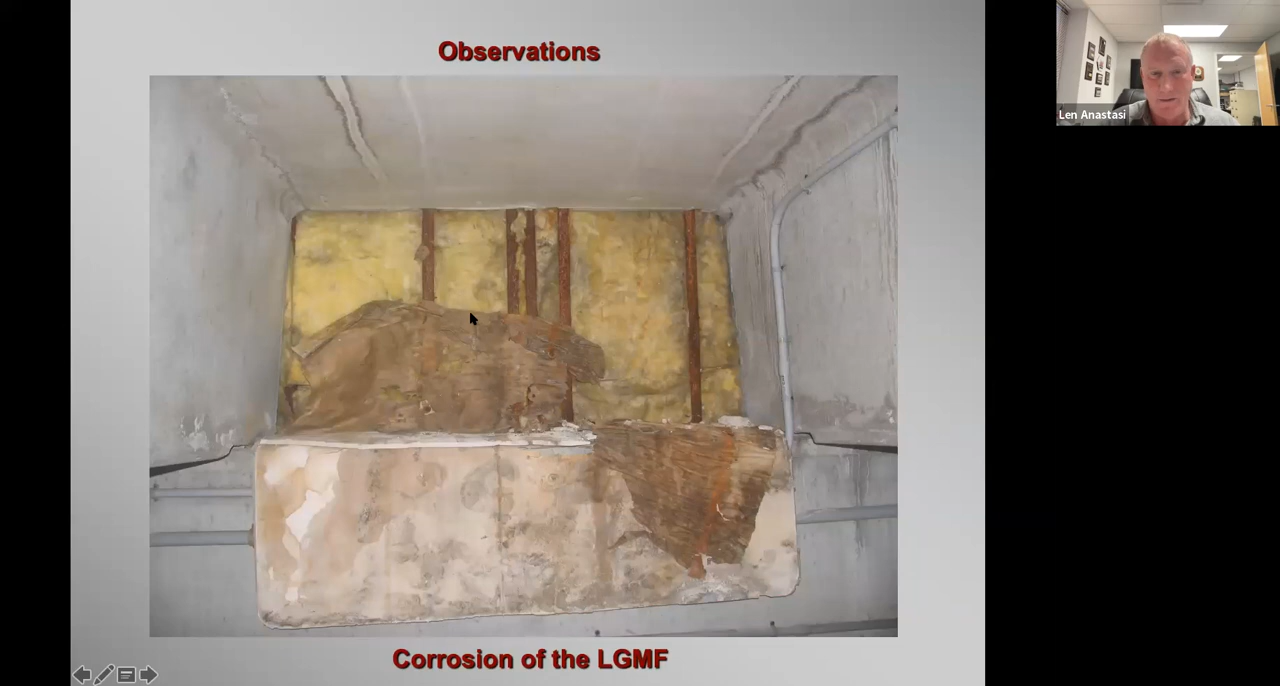 Observations
Len Anastasi
Corrosion of the LGMF